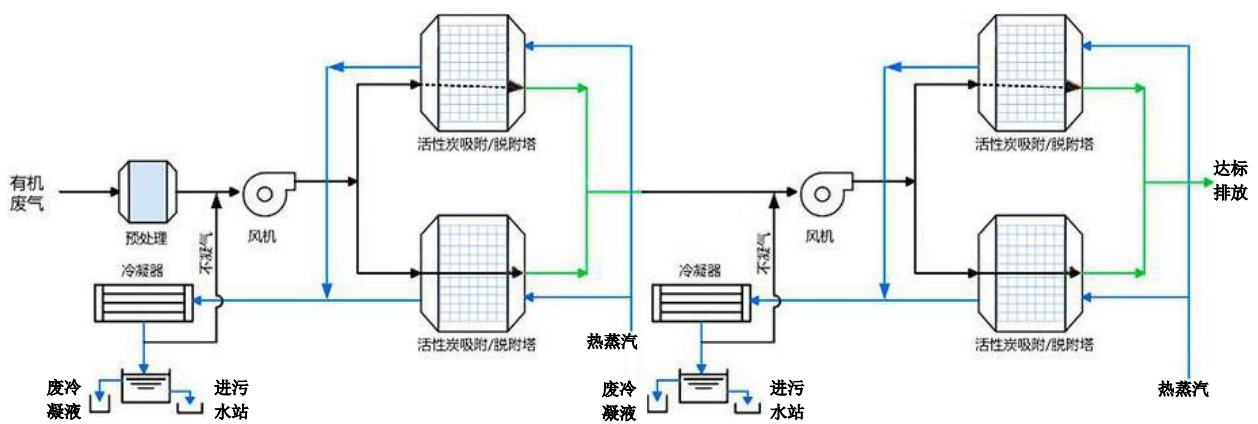 活性炭吸附/脱附塔
活性炭吸附/脱附塔
有机
废气
预处理
不凝气
风机
不凝气
风机
达标
排放
冷凝器
冷凝器
活性炭吸附/脱附塔
热蒸汽
活性炭吸附/脱附塔
热蒸汽
废冷
凝液
进污
水站
废冷
凝液
进污
水站